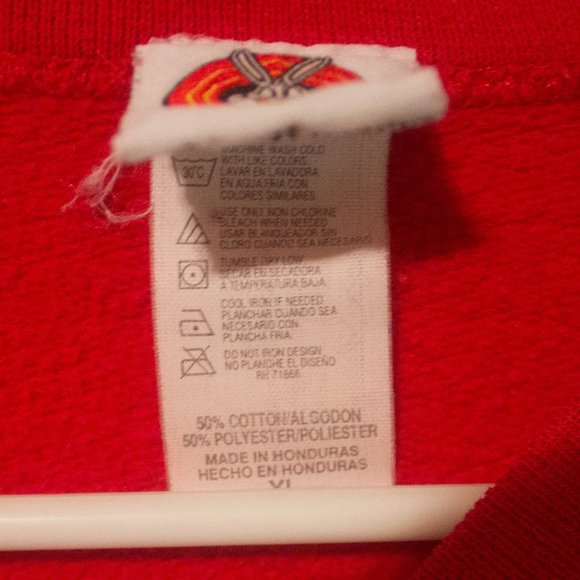 MACHINE WASH COLD
WITH LIKE COLORS.
30°C
LAVAR EN LAVADORA
EN AGUA FRIA CON
COLORES SIMILARES
USE ONLY NON CHLORINE
BLEACH WHEN NEEDED
USAR BLANQUEADOR SIN
CLORO CUANDO SEA NECESARIO
TUMBLE DRY LOW.
SECAR EN SECADORA
A TEMPERATURA BAJA.
COOL IRON IF NEEDED
PLANCHAR CUANDO SEA
NECESARIO CON
PLANCHA FRIA.
DO NOT IRON DESIGN
NO PLANCHE EL DISEÑO
RN 71866
50% COTTON/ALGODON
50% POLYESTER/POLIESTER
MADE IN HONDURAS
HECHO EN HONDURAS
XL